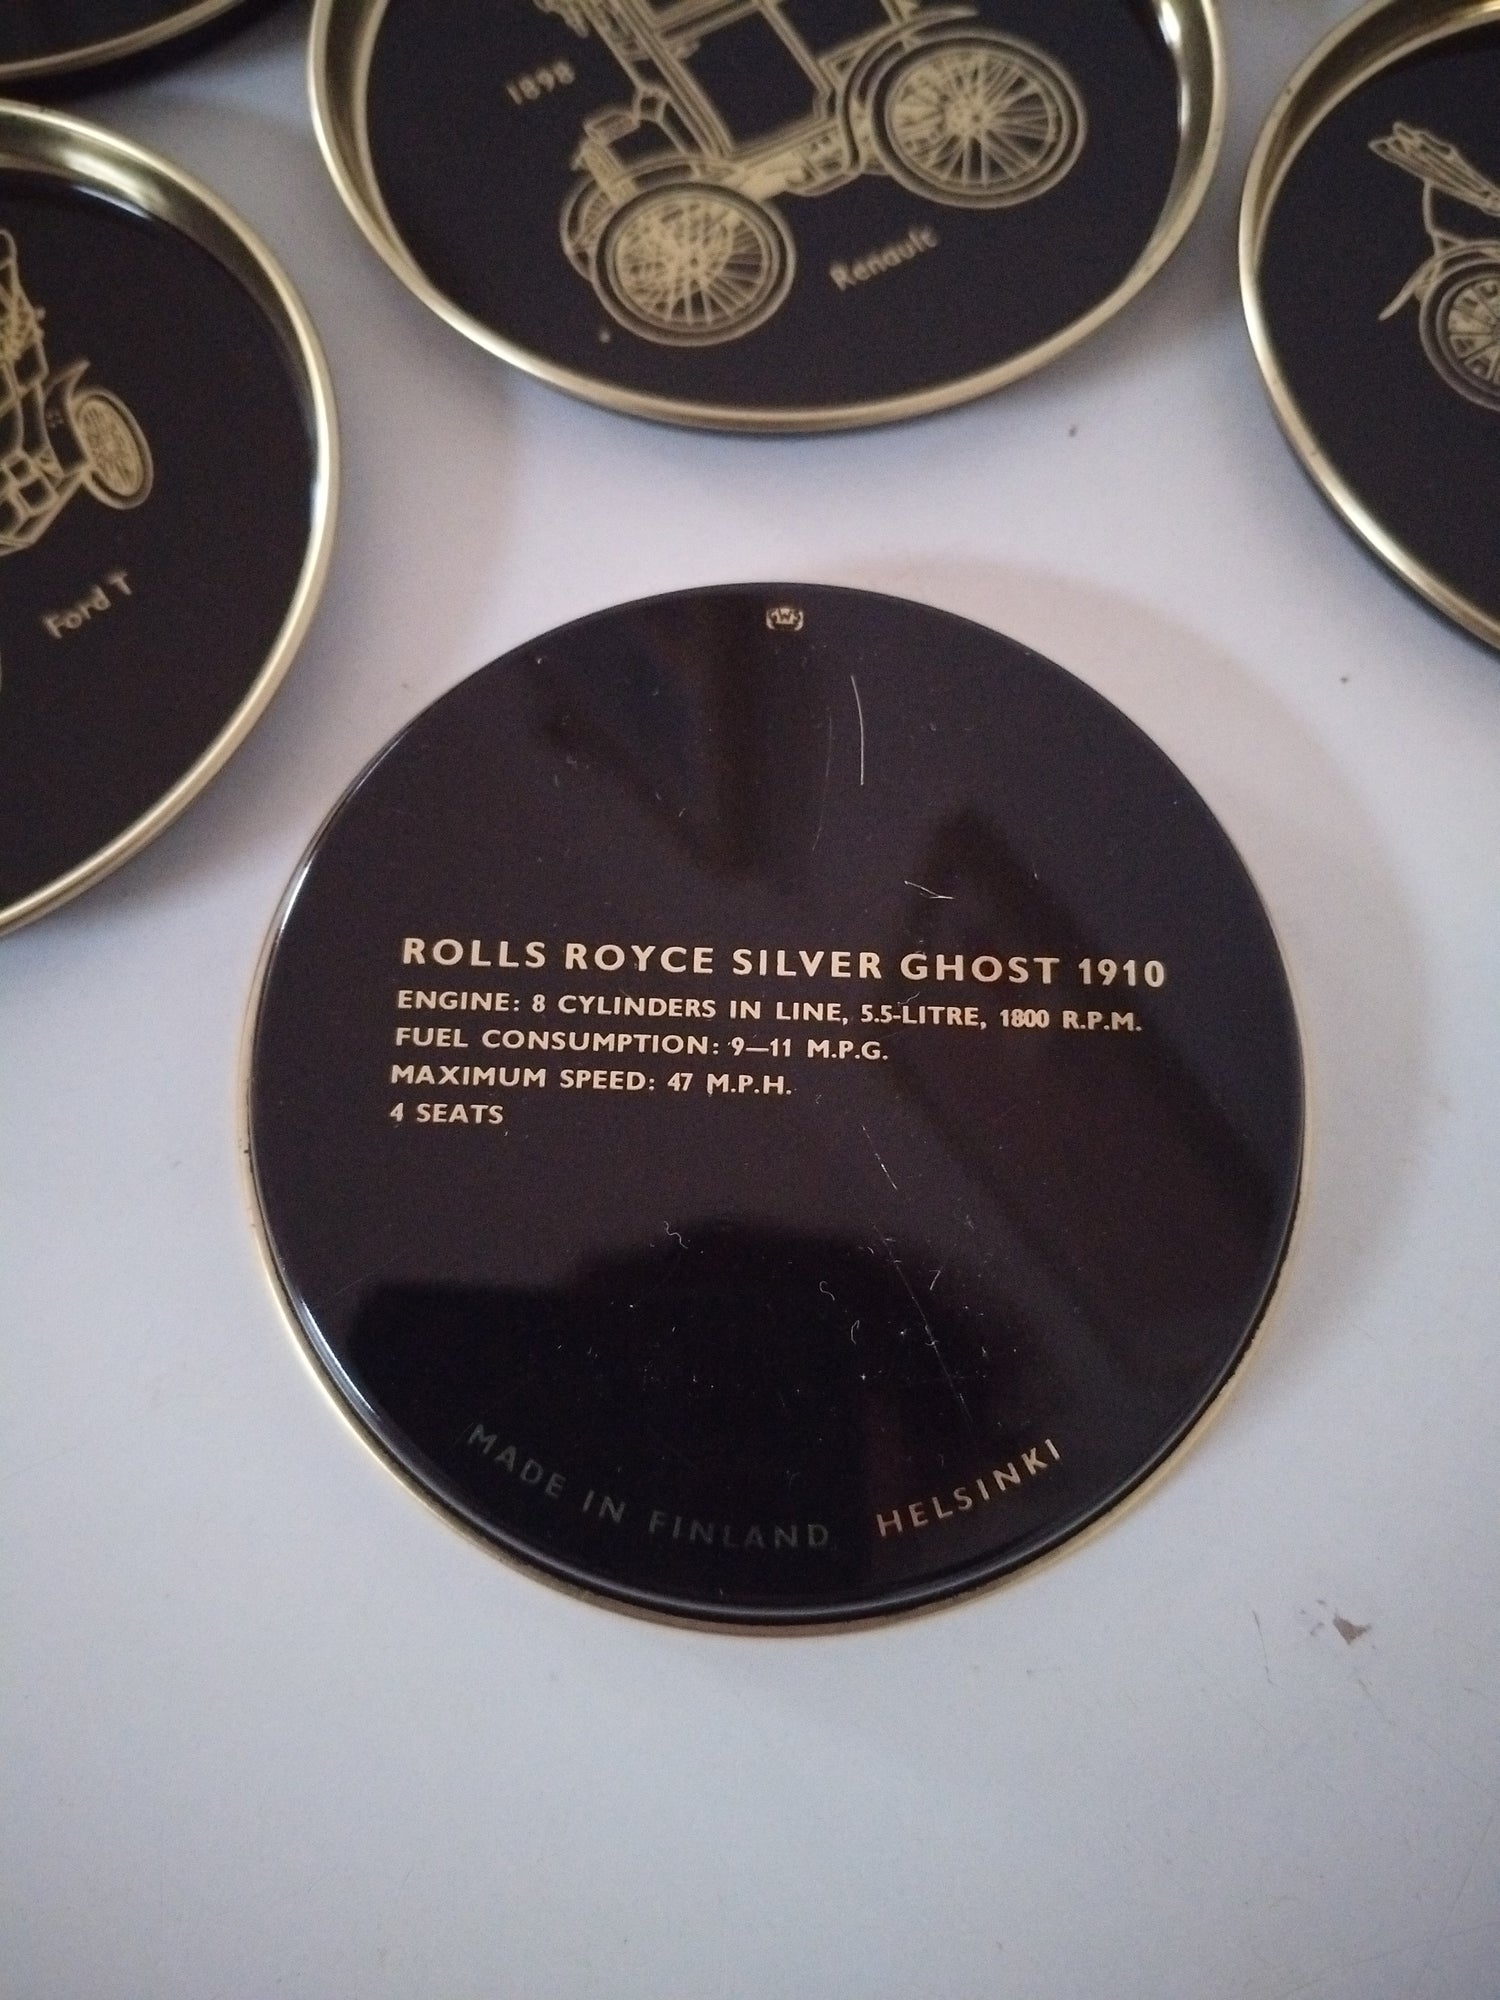 1898
Renault
Ford T
ROLLS ROYCE SILVER GHOST 1910
ENGINE: 8 CYLINDERS IN LINE, 5.5-LITRE, 1800 R.P.M.
FUEL CONSUMPTION: 9—11 M.P.G.
MAXIMUM SPEED: 47 M.P.H.
4 SEATS
MADE IN FINLAND HELSINKI